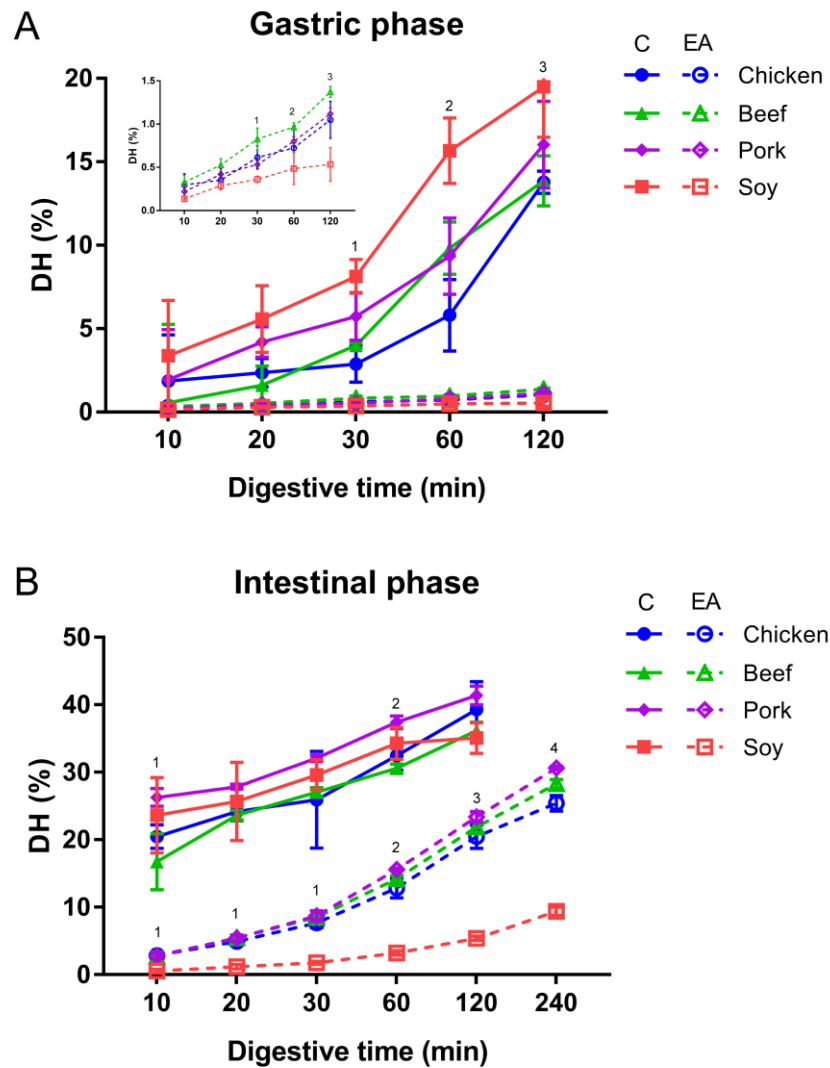 A
Gastric phase
C EA
Chicken
Beef
Pork
Soy
DH (%)
20
15
10
5
0
10 20 30 60 120
Digestive time (min)
1 2 3
DH (%)
1.5
1.0
0.5
0.0
10 20 30 60 120
1 2 3
B
Intestinal phase
C EA
Chicken
Beef
Pork
Soy
DH (%)
50
40
30
20
10
0
1 2
1 1 1 2 3 4
10 20 30 60 120 240
Digestive time (min)